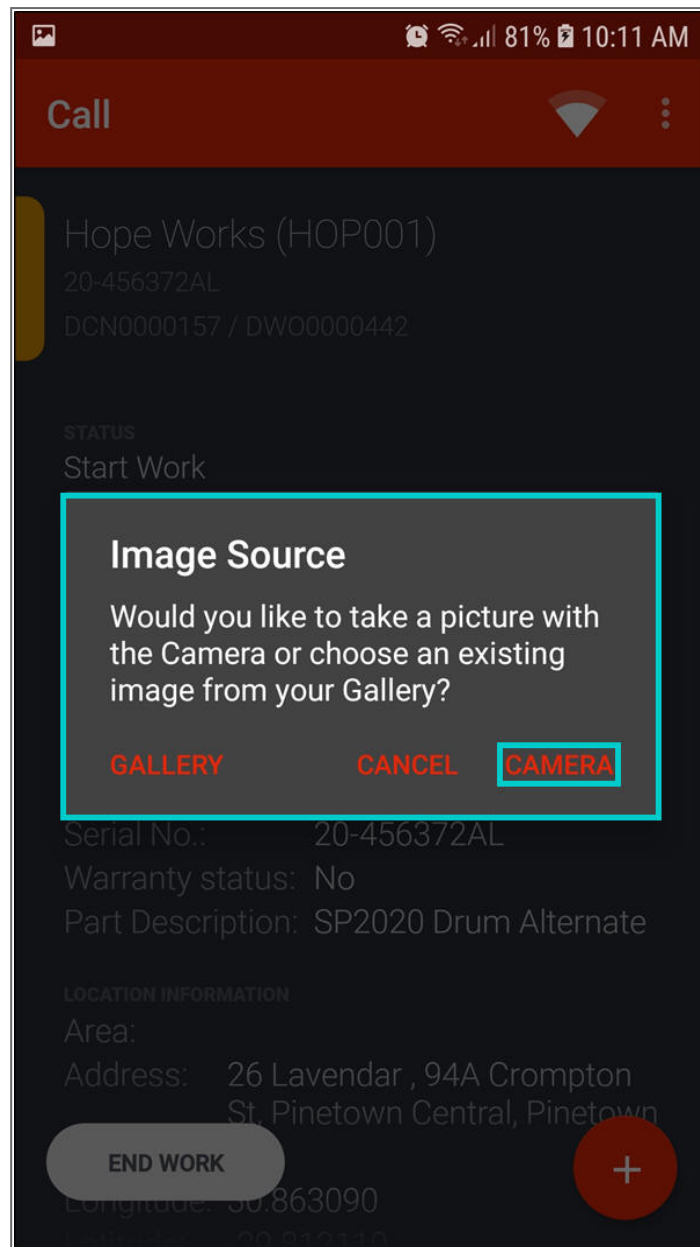 81% 10:11 AM
Call
Hope Works (HOP001)
20-456372AL
DCN0000157 / DWO0000442
STATUS
Start Work
Image Source
Would you like to take a picture with
the Camera or choose an existing
image from your Gallery?
GALLERY CANCEL CAMERA
Serial No.: 20-456372AL
Warranty status: No
Part Description: SP2020 Drum Alternate
LOCATION INFORMATION
Area:
Address: 26 Lavendar , 94A Crompton
St, Pinetown Central, Pinetown
END WORK
+
Longitude: 30.863090